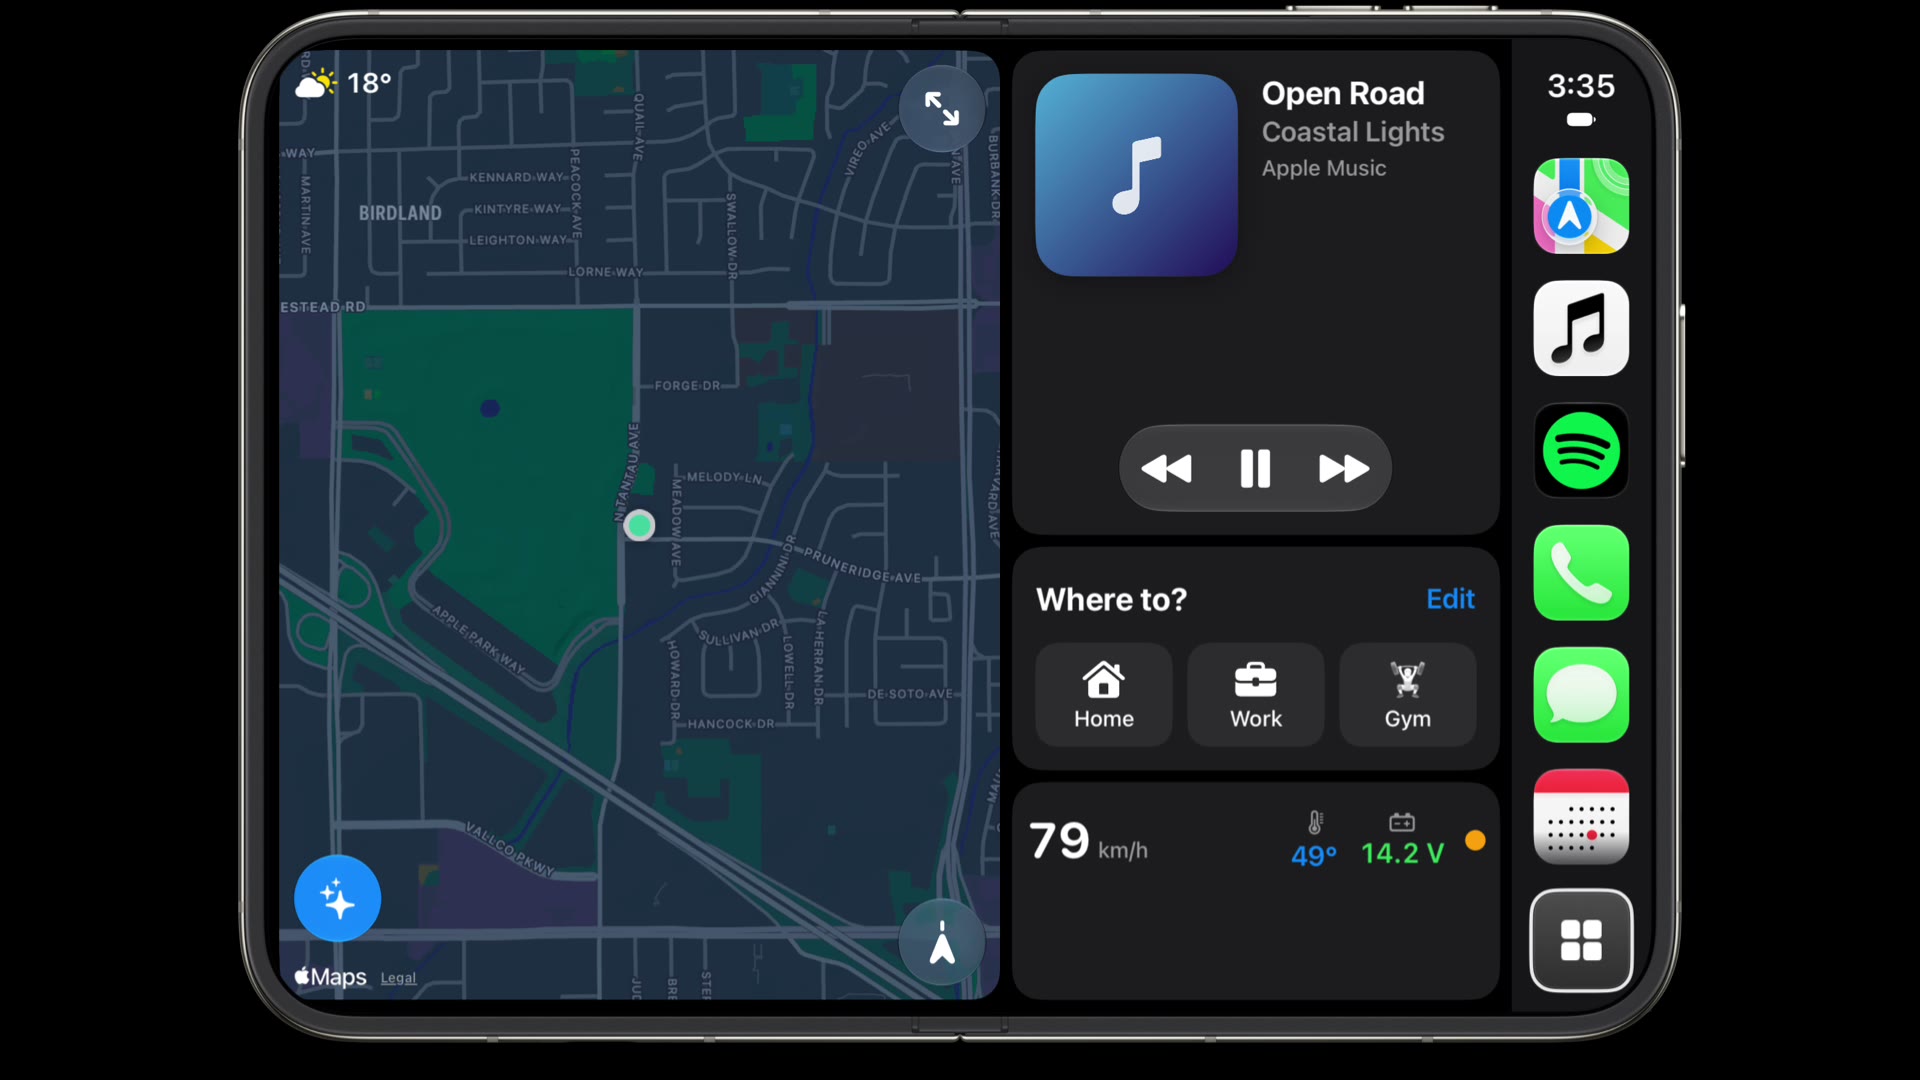 18°
QUAIL AVE
VIREO AVE
BURBANK DR
WAY
MARTIN AVE
PEACOCK AVE
KENNARD WAY
BIRDLAND
KINTYRE WAY
SWALLOW DR
LEIGHTON WAY
LORNE WAY
ESTEAD RD
FORGE DR
N TANTAU AVE
MELODY LN
MEADOW AVE
GIANNINI DR
PRUNERIDGE AVE
APPLE PARK WAY
SULLIVAN DR
HOWARD DR
LOWELL DR
LA HERRAN DR
DE SOTO AVE
HANCOCK DR
VALLCO PKWY
Maps Legal
Open Road
Coastal Lights
Apple Music
Where to?
Edit
Home
Work
Gym
79 km/h
49°
14.2 V
3:35